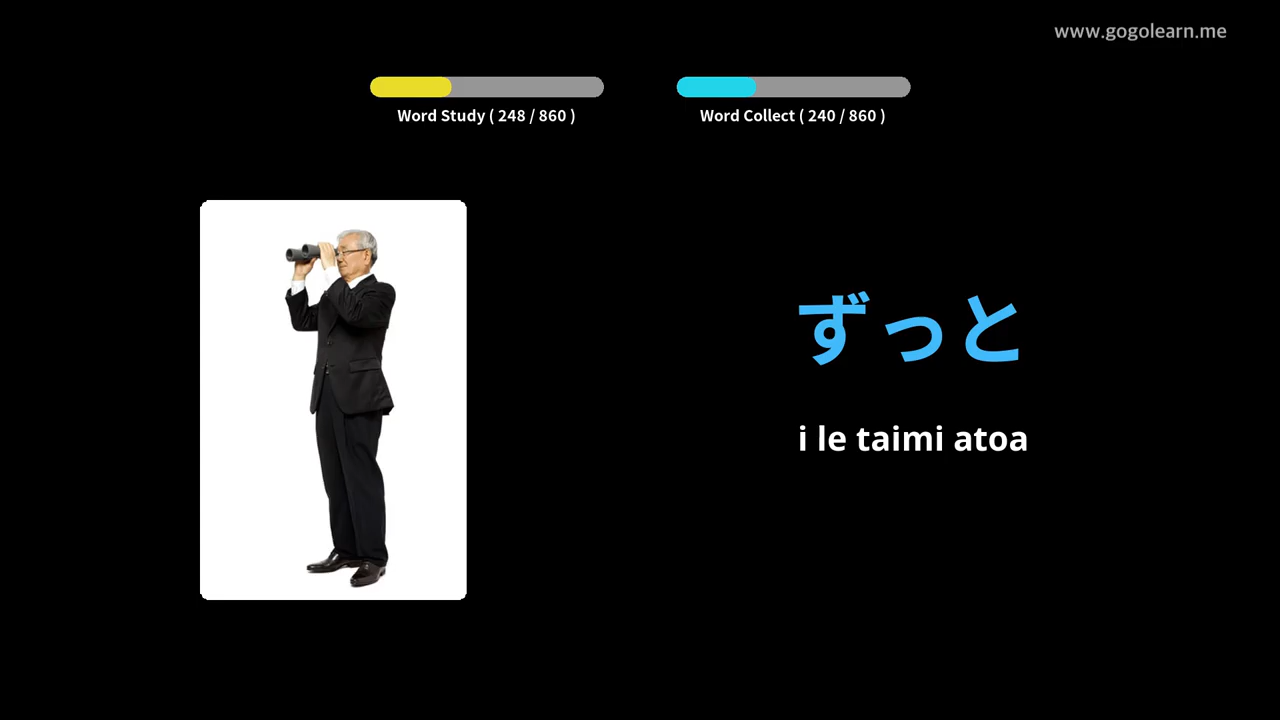 www.gogolearn.me
Word Study ( 248 / 860 )
Word Collect ( 240 / 860 )
ずっと
i le taimi atoa